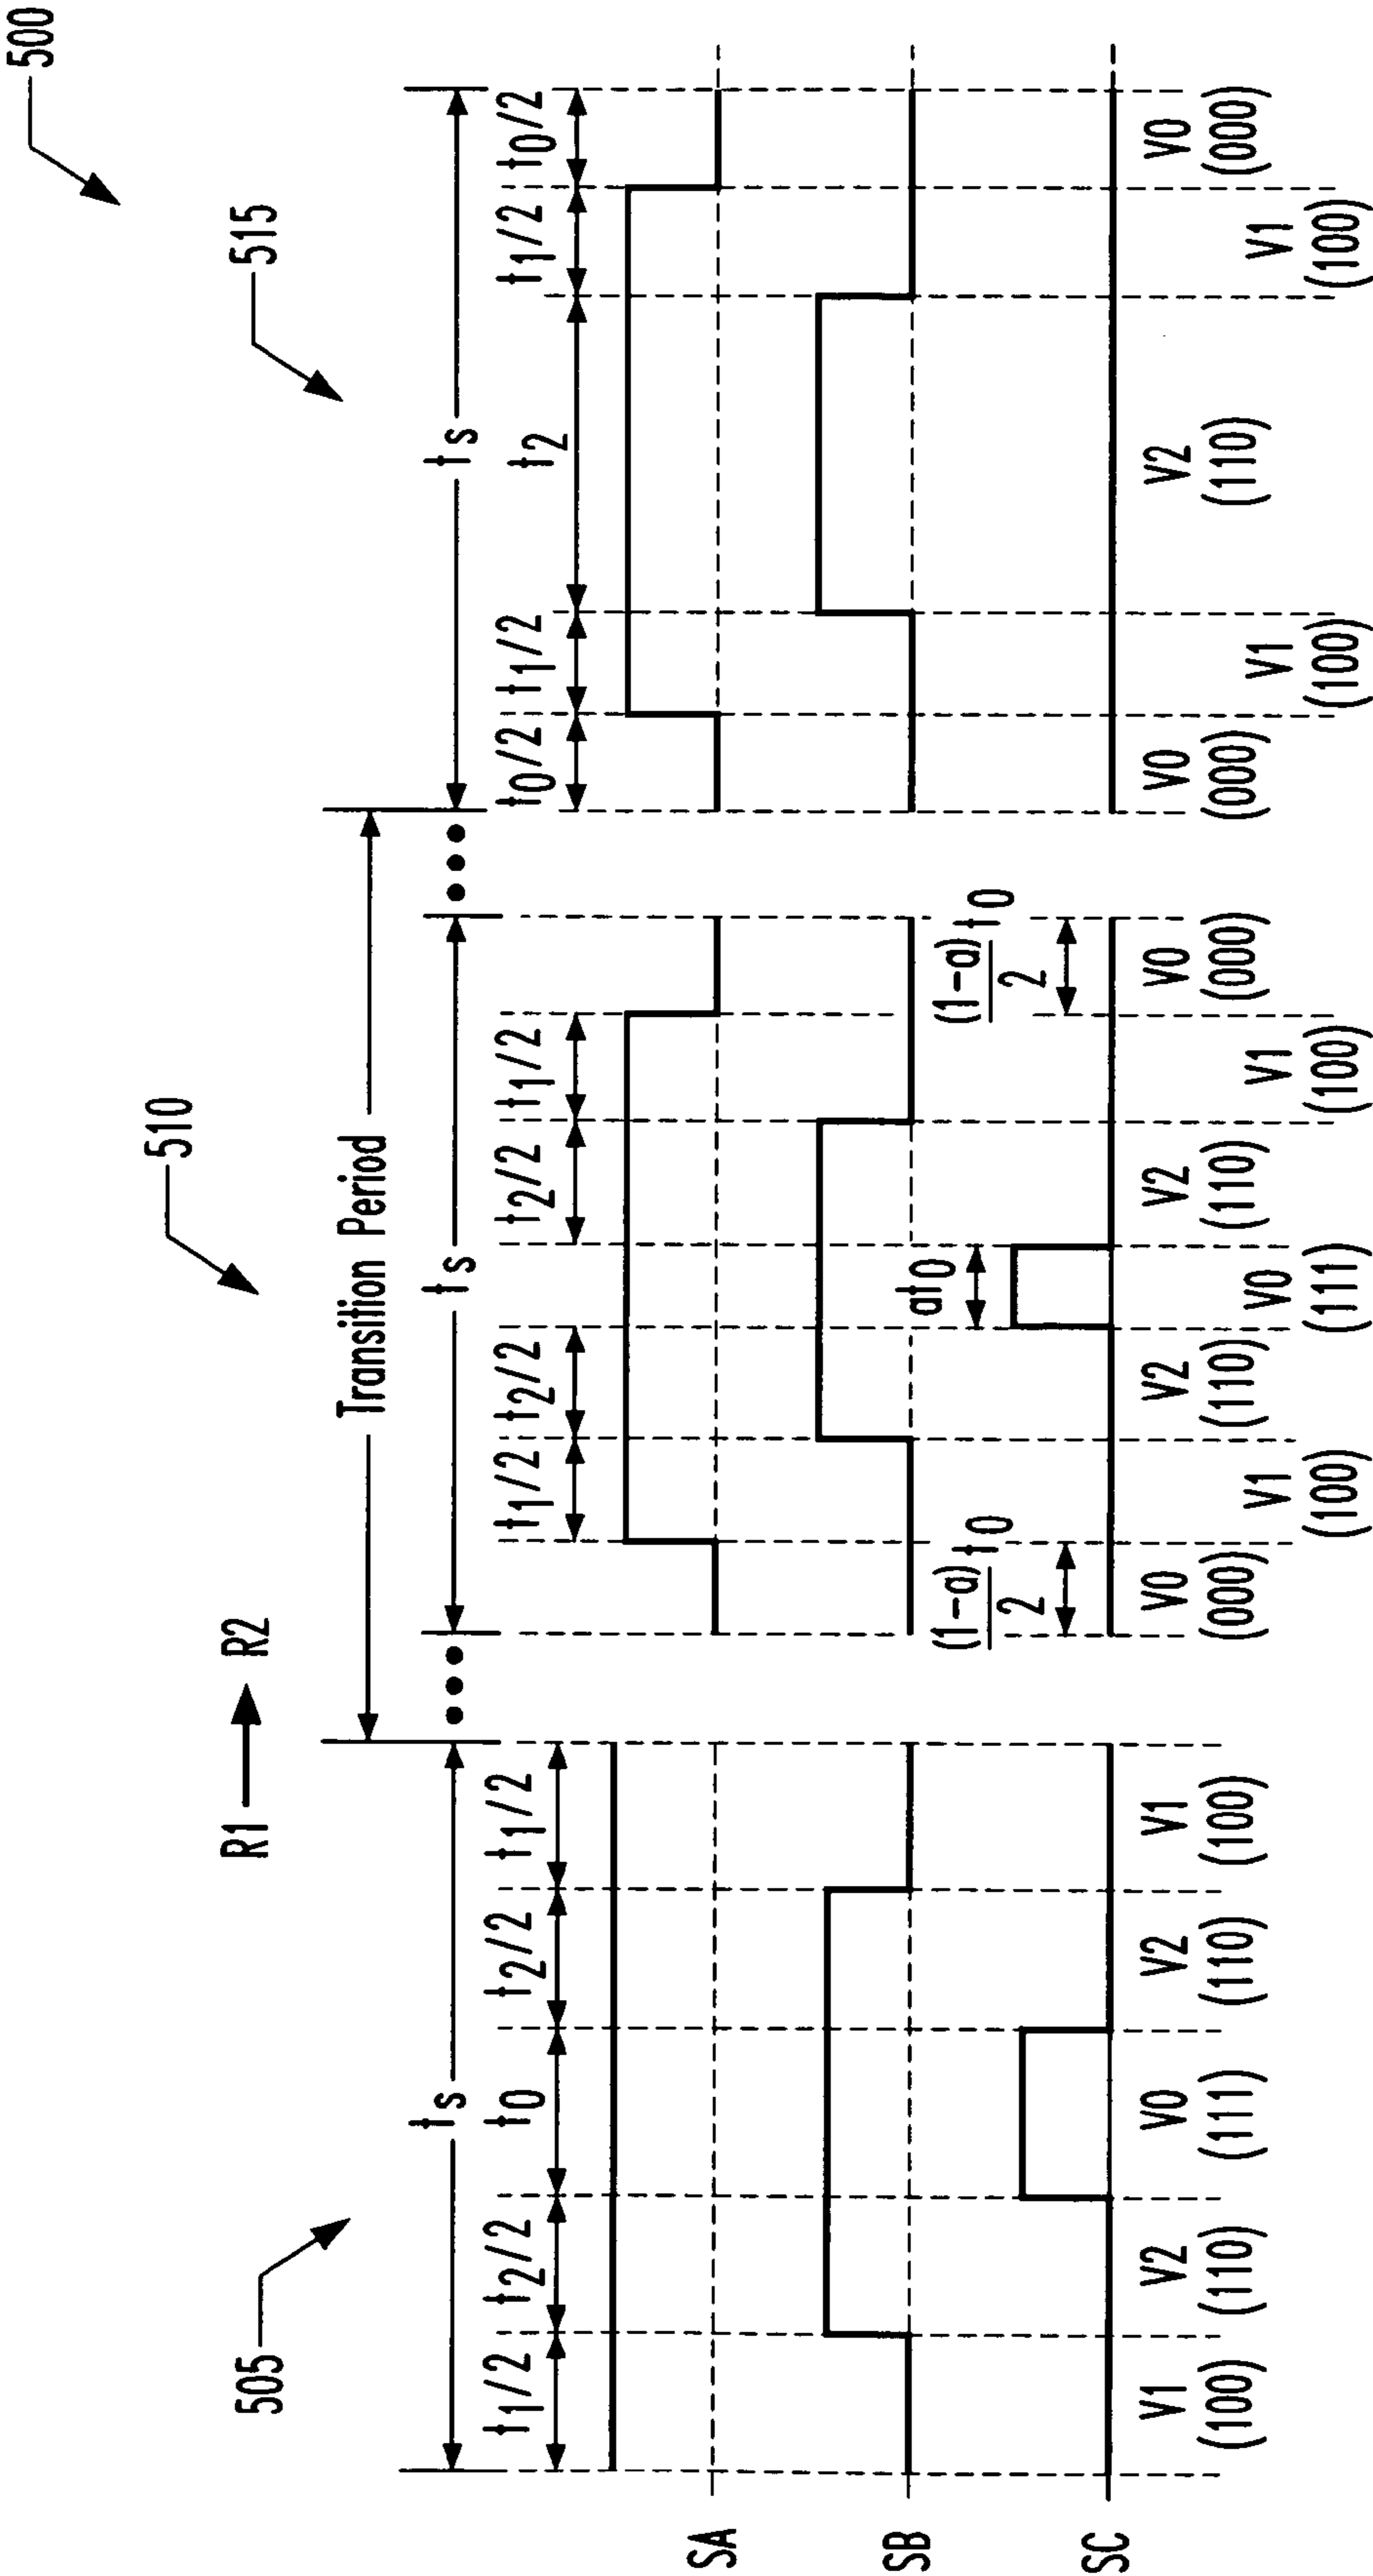 500
R1 R2
505
510
515
Transition Period
ts
ts
ts
t1/2 t2/2 t0 t2/2 t1/2
t1/2 t2/2 t2/2 t1/2
t0/2 t1/2 t2 t1/2 t0/2
SA
SB
(1-a)/2 t0
at0
(1-a)/2 t0
SC
V1 V2 V0 V2 V1
(100) (110) (111) (110) (100)
V0 V1 V2 V0 V2 V1 V0
(000) (100) (110) (111) (110) (100) (000)
V0 V1 V2 V1 V0
(000) (100) (110) (100) (000)